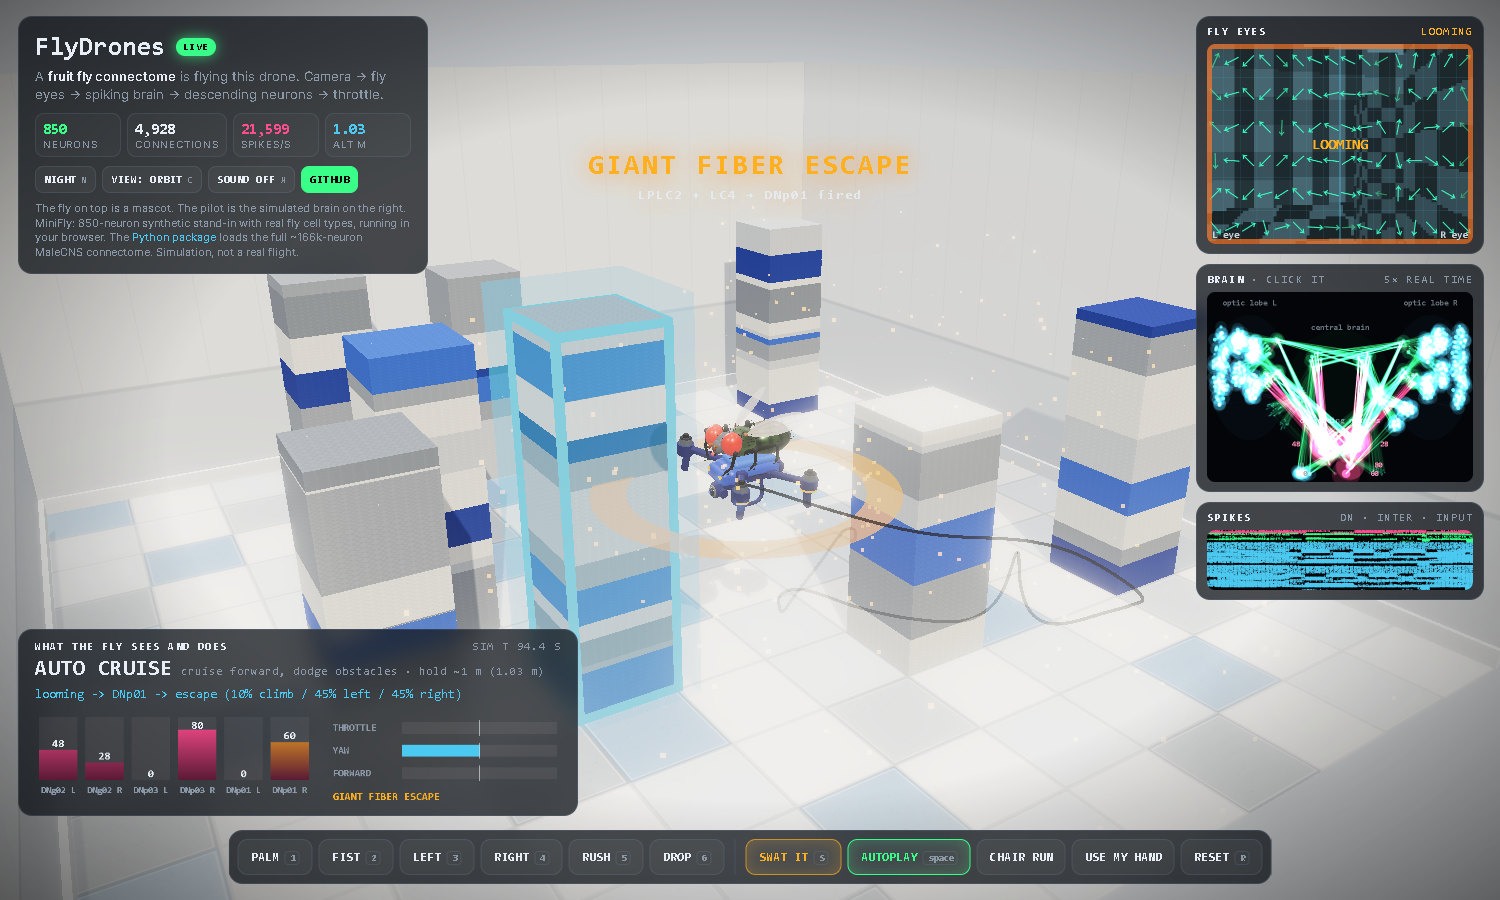 FlyDrones LIVE
A fruit fly connectome is flying this drone. Camera → fly
eyes → spiking brain → descending neurons → throttle.
850 4,928 21,599 1.03
NEURONS CONNECTIONS SPIKES/S ALT M
NIGHT N VIEW: ORBIT C SOUND OFF GITHUB
The fly on top is a mascot. The pilot is the simulated brain on the right.
MiniFly: 850-neuron synthetic stand-in with real fly cell types, running in
your browser. The Python package loads the full ~166k-neuron
MaleCNS connectome. Simulation, not a real flight.
GIANT FIBER ESCAPE
LPLC2 + LC4 → DNp01 fired
FLY EYES LOOMING
LOOMING
L eye R eye
BRAIN · CLICK IT 5× REAL TIME
optic lobe L optic lobe R
central brain
48 28
80
60
SPIKES DN · INTER · INPUT
WHAT THE FLY SEES AND DOES SIM T 94.4 S
AUTO CRUISE cruise forward, dodge obstacles · hold ~1 m (1.03 m)
looming -> DNp01 -> escape (10% climb / 45% left / 45% right)
48 28 0 80 0 60
DNg02 L DNg02 R DNp03 L DNp03 R DNp01 L DNp01 R
THROTTLE
YAW
FORWARD
GIANT FIBER ESCAPE
PALM 1 FIST 2 LEFT 3 RIGHT 4 RUSH 5 DROP 6 SWAT IT S AUTOPLAY space CHAIR RUN USE MY HAND RESET R